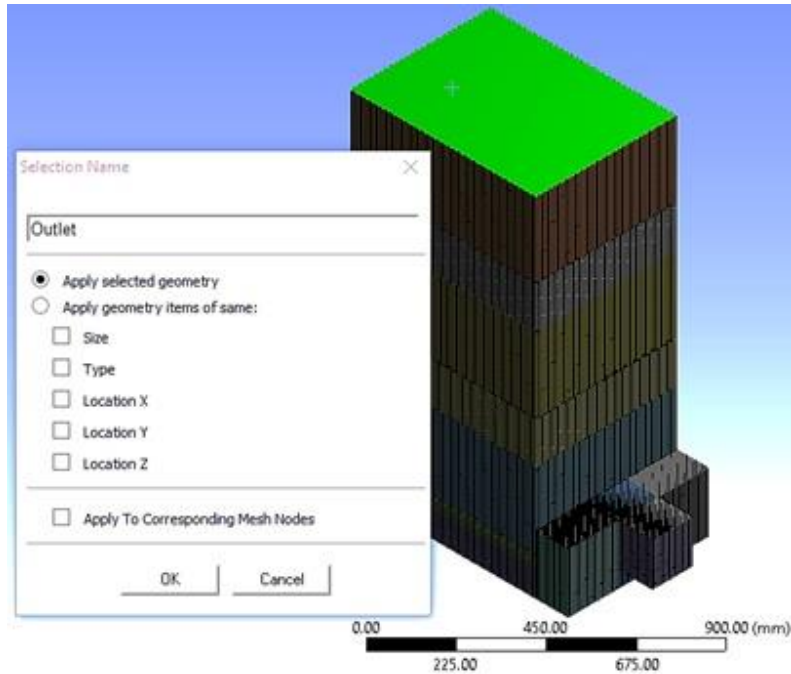 Selection Name
Outlet
Apply selected geometry
Apply geometry items of same:
Size
Type
Location X
Location Y
Location Z
Apply To Corresponding Mesh Nodes
OK Cancel
0.00 450.00 900.00 (mm)
225.00 675.00